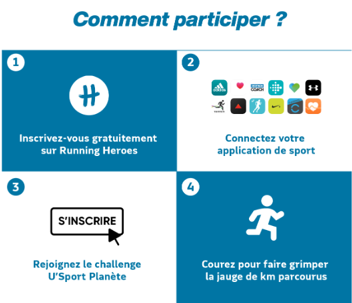 Comment participer ?
1
Inscrivez-vous gratuitement
sur Running Heroes
2
Connectez votre
application de sport
3
S'INSCRIRE
Rejoignez le challenge
U'Sport Planète
4
Courez pour faire grimper
la jauge de km parcourus